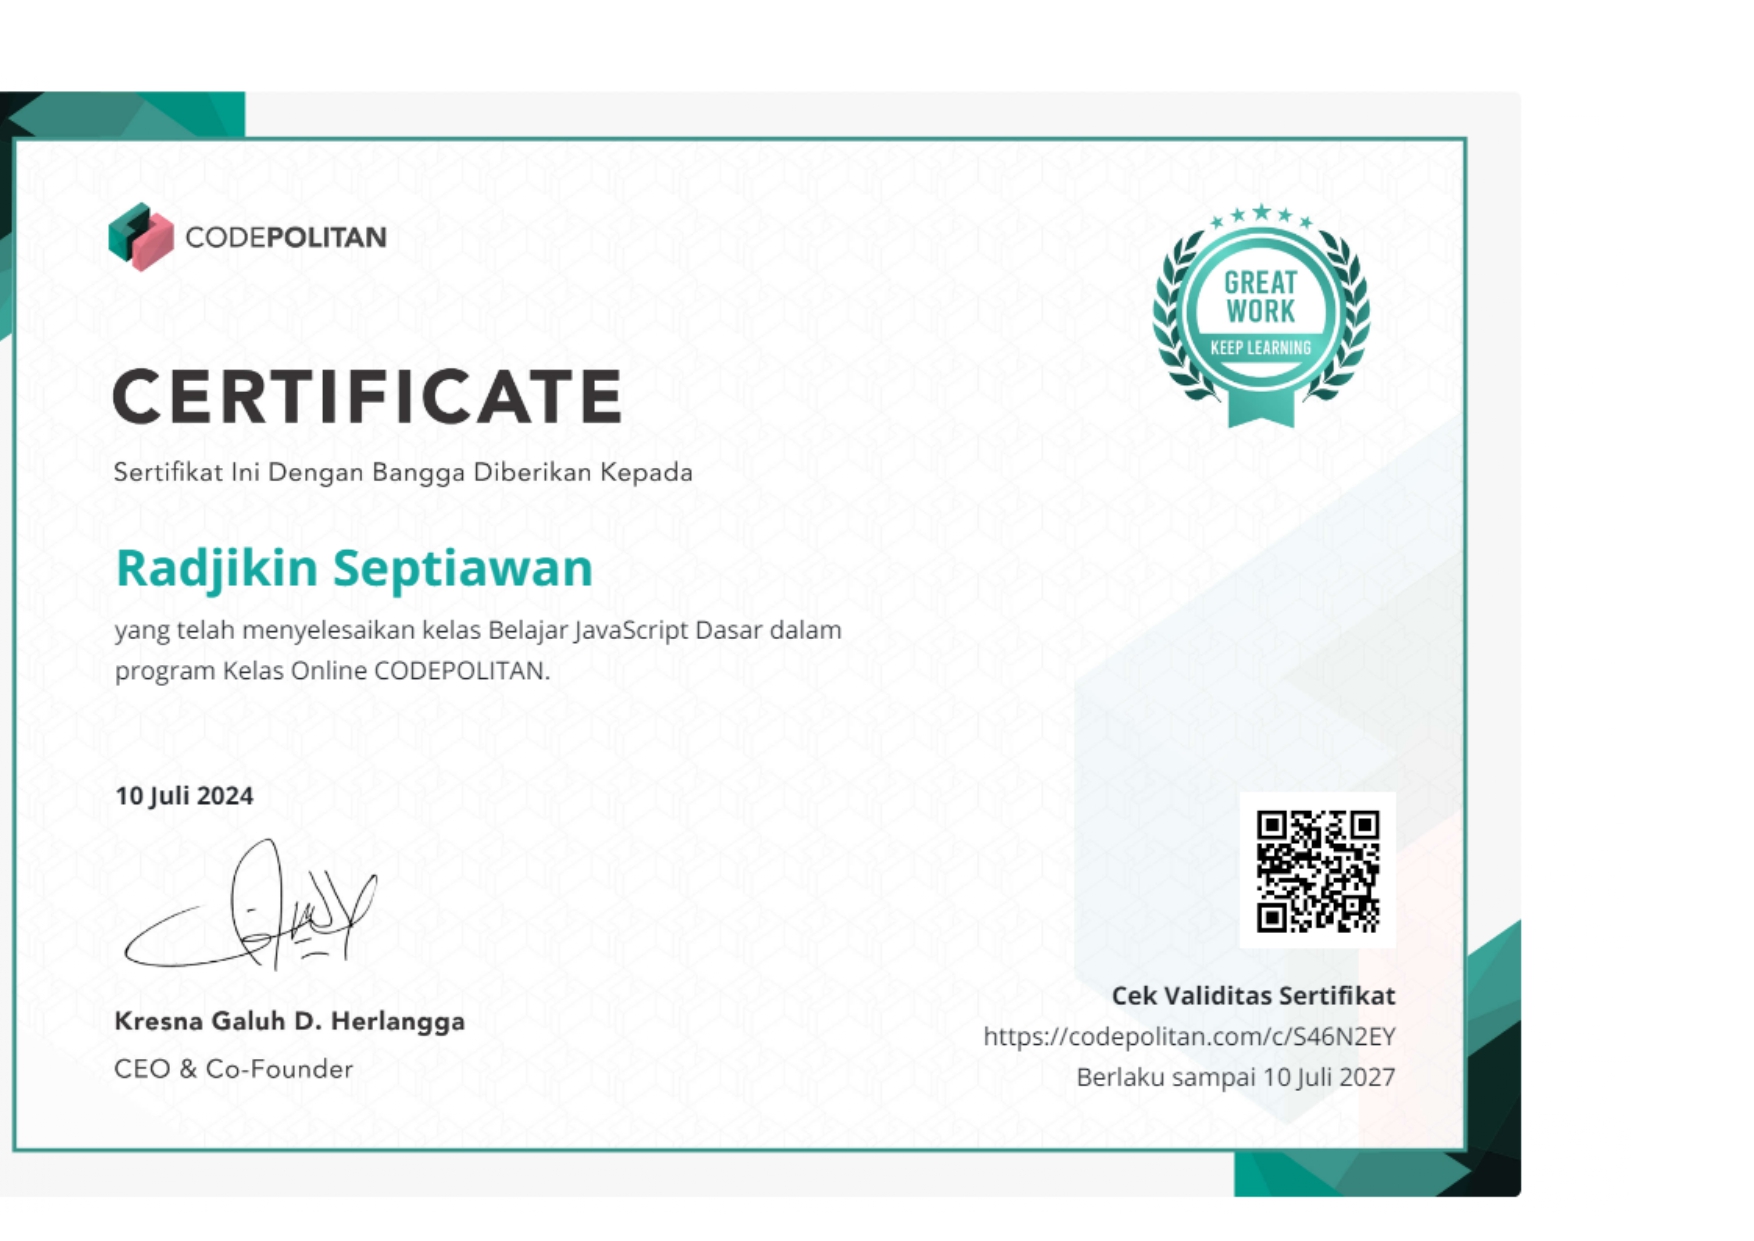 CODEPOLITAN
GREAT
WORK
KEEP LEARNING
CERTIFICATE
Sertifikat Ini Dengan Bangga Diberikan Kepada
Radjikin Septiawan
yang telah menyelesaikan kelas Belajar JavaScript Dasar dalam
program Kelas Online CODEPOLITAN.
10 Juli 2024
Kresna Galuh D. Herlangga
CEO & Co-Founder
Cek Validitas Sertifikat
https://codepolitan.com/c/S46N2EY
Berlaku sampai 10 Juli 2027